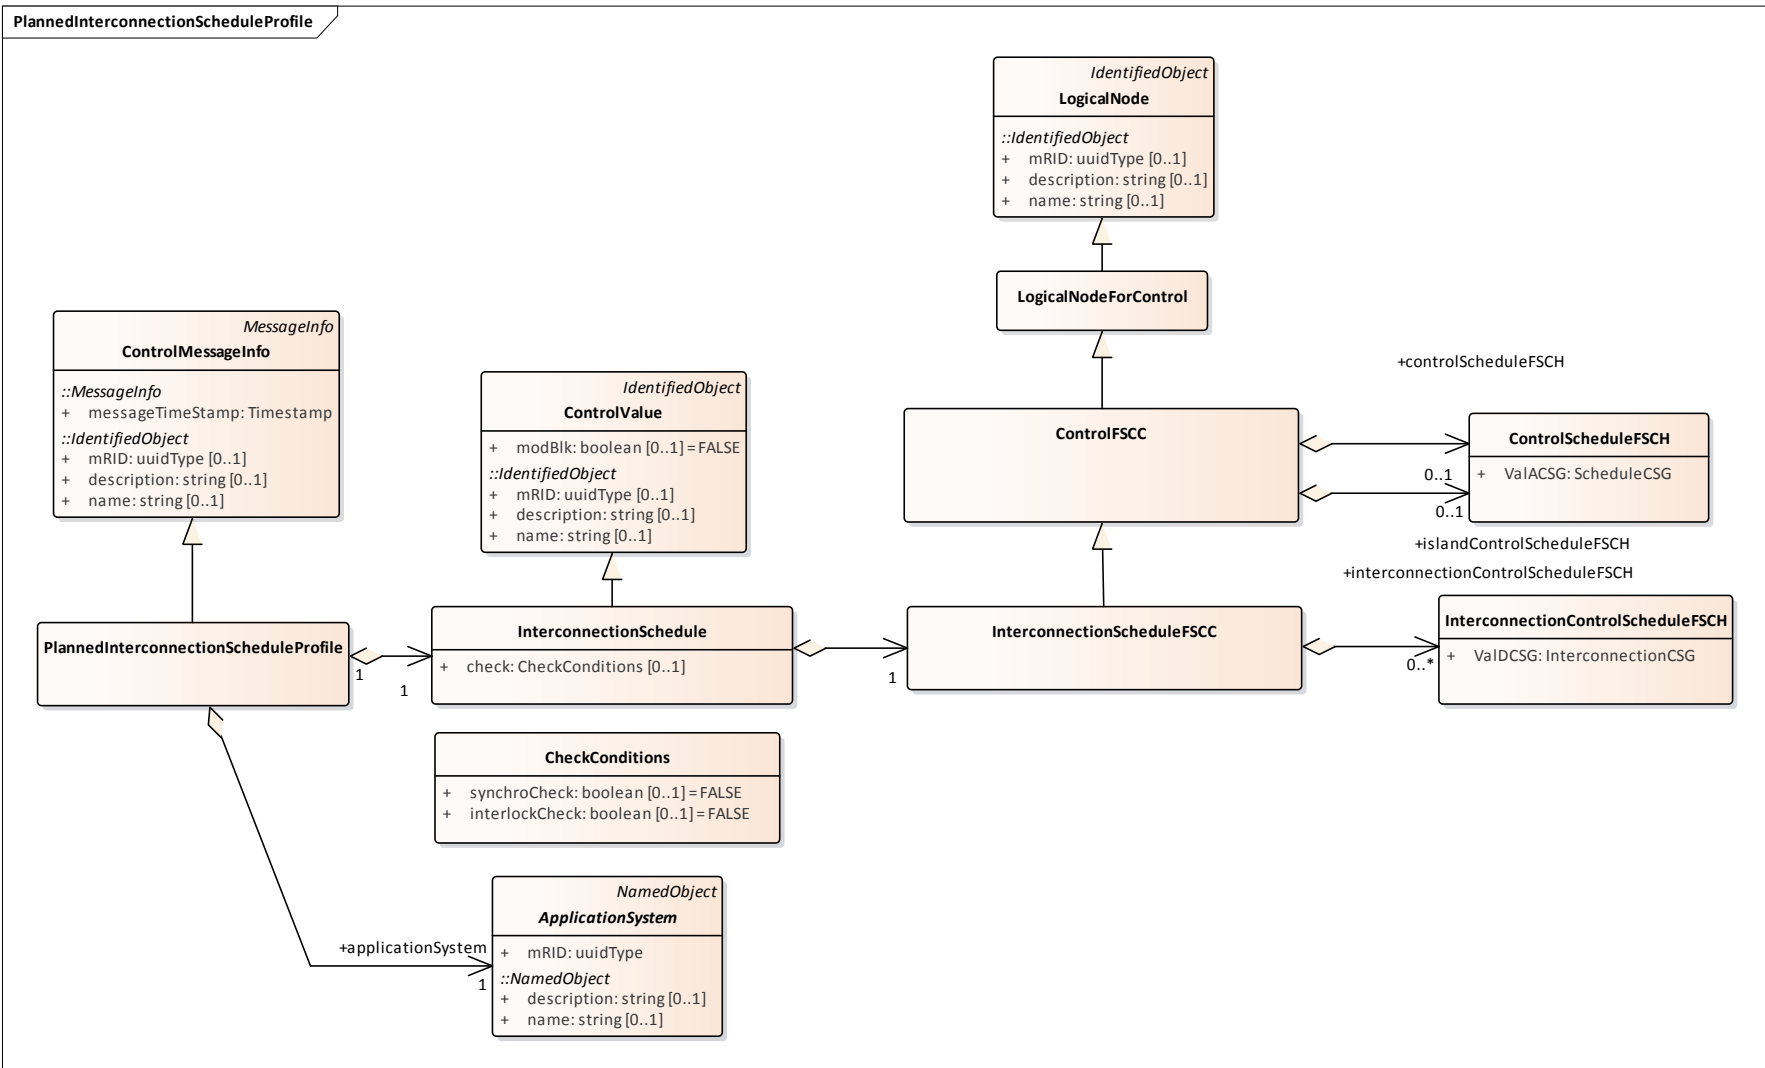 PlannedInterconnectionScheduleProfile
IdentifiedObject
LogicalNode
::IdentifiedObject
+ mRID: uuidType [0..1]
+ description: string [0..1]
+ name: string [0..1]
LogicalNodeForControl
MessageInfo
ControlMessageInfo
::MessageInfo
+ messageTimeStamp: Timestamp
::IdentifiedObject
+ mRID: uuidType [0..1]
+ description: string [0..1]
+ name: string [0..1]
IdentifiedObject
ControlValue
+ modBlk: boolean [0..1] = FALSE
::IdentifiedObject
+ mRID: uuidType [0..1]
+ description: string [0..1]
+ name: string [0..1]
+controlScheduleFSCH
ControlFSCC
ControlScheduleFSCH
+ ValACSG: ScheduleCSG
0..1
0..1
+islandControlScheduleFSCH
+interconnectionControlScheduleFSCH
PlannedInterconnectionScheduleProfile
1
1
InterconnectionSchedule
+ check: CheckConditions [0..1]
1
InterconnectionScheduleFSCC
0..*
InterconnectionControlScheduleFSCH
+ ValDCSG: InterconnectionCSG
CheckConditions
+ synchroCheck: boolean [0..1] = FALSE
+ interlockCheck: boolean [0..1] = FALSE
NamedObject
ApplicationSystem
+ mRID: uuidType
::NamedObject
+ description: string [0..1]
+ name: string [0..1]
+applicationSystem
1